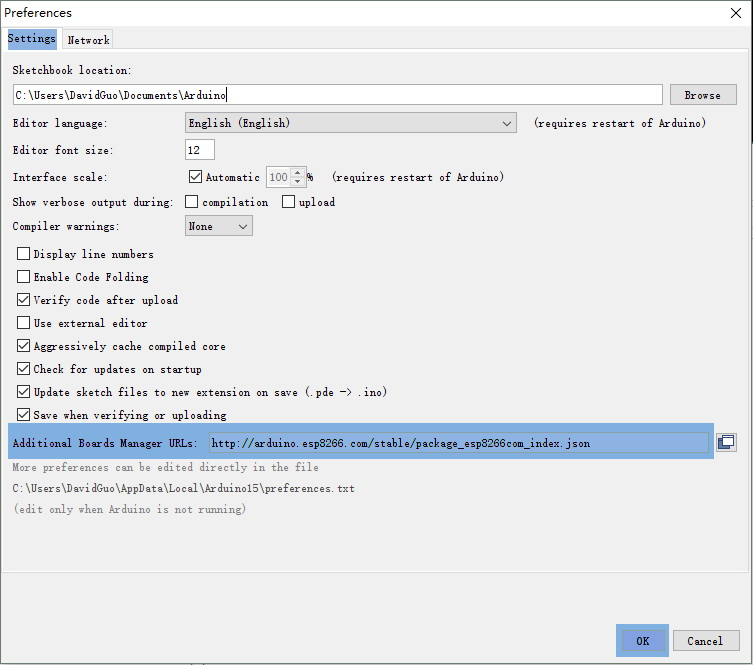 Preferences
Settings Network
Sketchbook location:
C:\Users\DavidGuo\Documents\Arduino
Browse
Editor language: English (English) (requires restart of Arduino)
Editor font size: 12
Interface scale: Automatic 100 % (requires restart of Arduino)
Show verbose output during: compilation upload
Compiler warnings: None
Display line numbers
Enable Code Folding
Verify code after upload
Use external editor
Aggressively cache compiled core
Check for updates on startup
Update sketch files to new extension on save (.pde -> .ino)
Save when verifying or uploading
Additional Boards Manager URLs: http://arduino.esp8266.com/stable/package_esp8266com_index.json
More preferences can be edited directly in the file
C:\Users\DavidGuo\AppData\Local\Arduino15\preferences.txt
(edit only when Arduino is not running)
OK Cancel